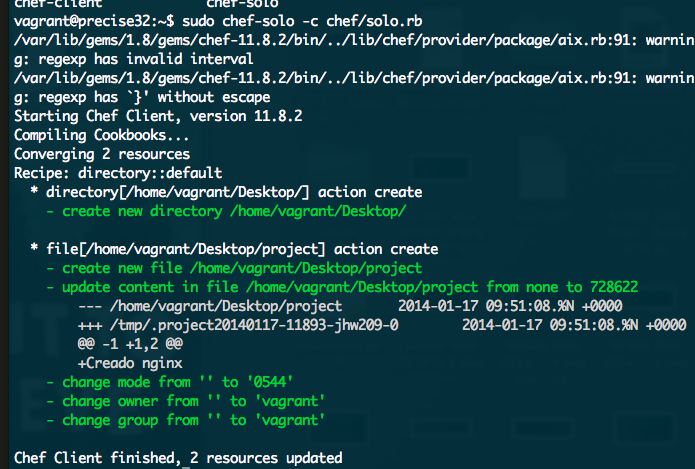 chef-client chef-solo
vagrant@precise32:~$ sudo chef-solo -c chef/solo.rb
/var/lib/gems/1.8/gems/chef-11.8.2/bin/../lib/chef/provider/package/aix.rb:91: warnin
g: regexp has invalid interval
/var/lib/gems/1.8/gems/chef-11.8.2/bin/../lib/chef/provider/package/aix.rb:91: warnin
g: regexp has `}' without escape
Starting Chef Client, version 11.8.2
Compiling Cookbooks...
Converging 2 resources
Recipe: directory::default
* directory[/home/vagrant/Desktop/] action create
- create new directory /home/vagrant/Desktop/
* file[/home/vagrant/Desktop/project] action create
- create new file /home/vagrant/Desktop/project
- update content in file /home/vagrant/Desktop/project from none to 728622
--- /home/vagrant/Desktop/project 2014-01-17 09:51:08.%N +0000
+++ /tmp/.project20140117-11893-jhw209-0 2014-01-17 09:51:08.%N +0000
@@ -1 +1,2 @@
+Creado nginx
- change mode from '' to '0544'
- change owner from '' to 'vagrant'
- change group from '' to 'vagrant'
Chef Client finished, 2 resources updated